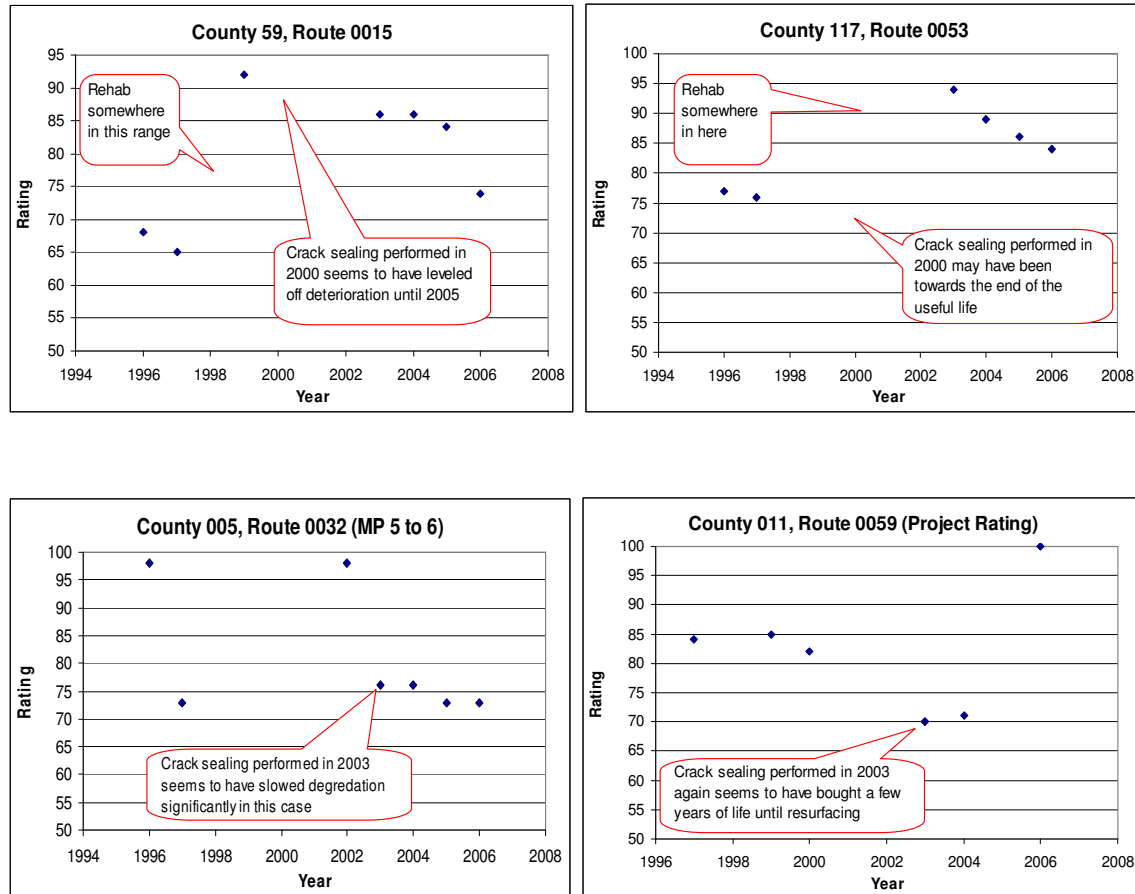 County 59, Route 0015
95
90
85
80
75
70
65
60
55
50
Rating
1994 1996 1998 2000 2002 2004 2006 2008
Year
Rehab
somewhere
in this range
Crack sealing performed in
2000 seems to have leveled
off deterioration until 2005
County 117, Route 0053
100
95
90
85
80
75
70
65
60
55
50
Rating
1994 1996 1998 2000 2002 2004 2006 2008
Year
Rehab
somewhere
in here
Crack sealing performed in
2000 may have been
towards the end of the
useful life
County 005, Route 0032 (MP 5 to 6)
100
95
90
85
80
75
70
65
60
55
50
Rating
1994 1996 1998 2000 2002 2004 2006 2008
Year
Crack sealing performed in 2003
seems to have slowed degredation
significantly in this case
County 011, Route 0059 (Project Rating)
100
95
90
85
80
75
70
65
60
55
50
Rating
1996 1998 2000 2002 2004 2006 2008
Year
Crack sealing performed in 2003
again seems to have bought a few
years of life until resurfacing